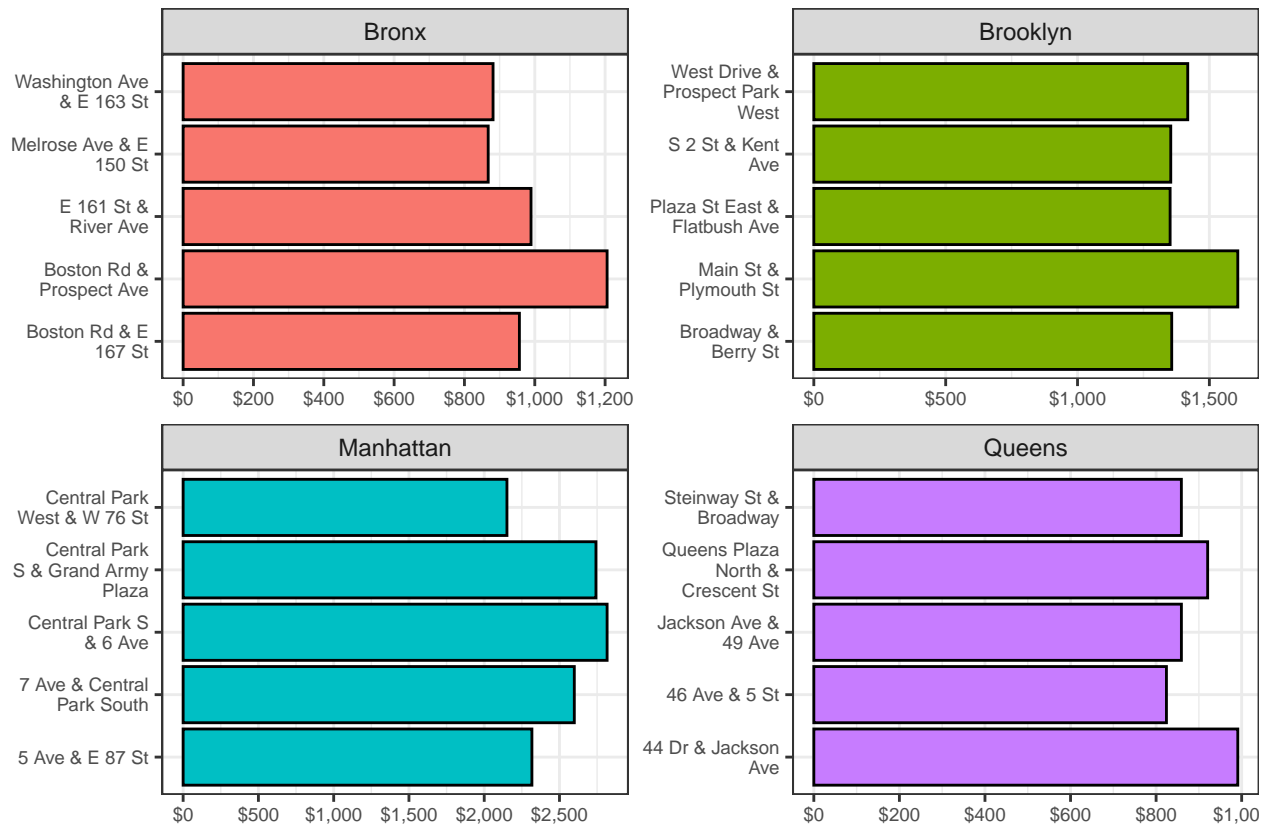 Bronx
Washington Ave
& E 163 St
Melrose Ave & E
150 St
E 161 St &
River Ave
Boston Rd &
Prospect Ave
Boston Rd & E
167 St
$0 $200 $400 $600 $800 $1,000 $1,200
Brooklyn
West Drive &
Prospect Park
West
S 2 St & Kent
Ave
Plaza St East &
Flatbush Ave
Main St &
Plymouth St
Broadway &
Berry St
$0 $500 $1,000 $1,500
Manhattan
Central Park
West & W 76 St
Central Park
S & Grand Army
Plaza
Central Park S
& 6 Ave
7 Ave & Central
Park South
5 Ave & E 87 St
$0 $500 $1,000 $1,500 $2,000 $2,500
Queens
Steinway St &
Broadway
Queens Plaza
North &
Crescent St
Jackson Ave &
49 Ave
46 Ave & 5 St
44 Dr & Jackson
Ave
$0 $200 $400 $600 $800 $1,00